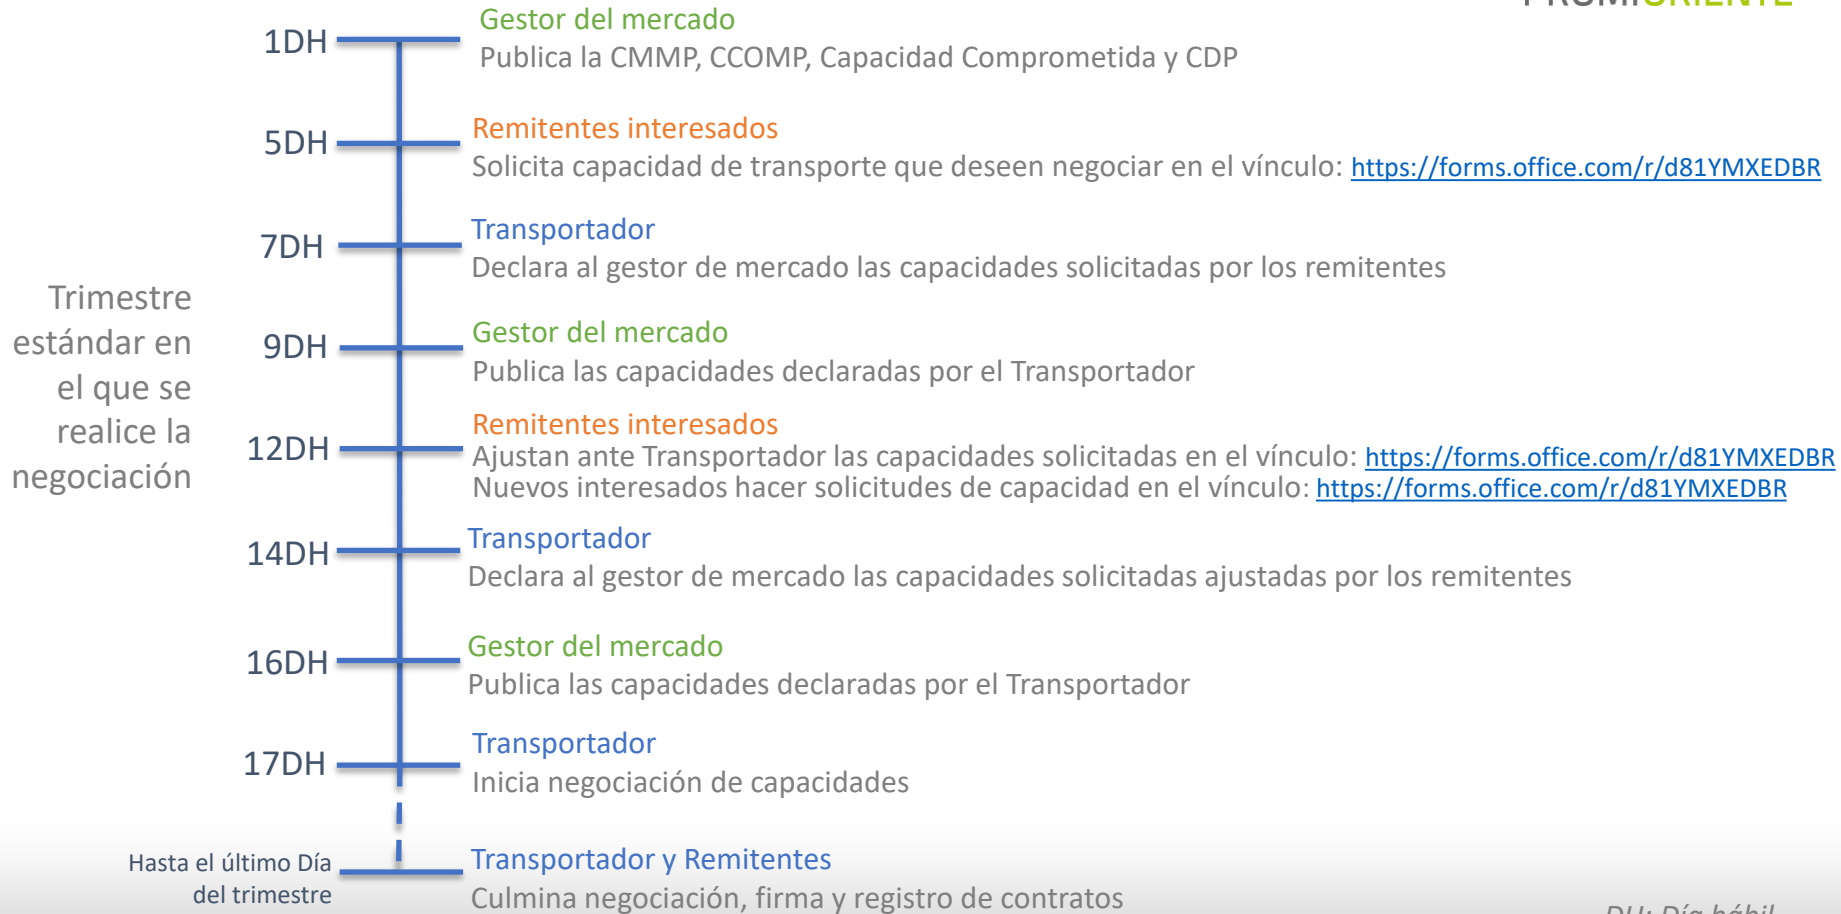 PROMIORIENTE
1DH
Gestor del mercado
Publica la CMMP, CCOMP, Capacidad Comprometida y CDP
5DH
Remitentes interesados
Solicita capacidad de transporte que deseen negociar en el vínculo: https://forms.office.com/r/d81YMXEDBR
7DH
Transportador
Declara al gestor de mercado las capacidades solicitadas por los remitentes
Trimestre
estándar en
el que se
realice la
negociación
9DH
Gestor del mercado
Publica las capacidades declaradas por el Transportador
12DH
Remitentes interesados
Ajustan ante Transportador las capacidades solicitadas en el vínculo: https://forms.office.com/r/d81YMXEDBR
Nuevos interesados hacer solicitudes de capacidad en el vínculo: https://forms.office.com/r/d81YMXEDBR
14DH
Transportador
Declara al gestor de mercado las capacidades solicitadas ajustadas por los remitentes
16DH
Gestor del mercado
Publica las capacidades declaradas por el Transportador
17DH
Transportador
Inicia negociación de capacidades
Hasta el último Día
del trimestre
Transportador y Remitentes
Culmina negociación, firma y registro de contratos
DH: Día hábil